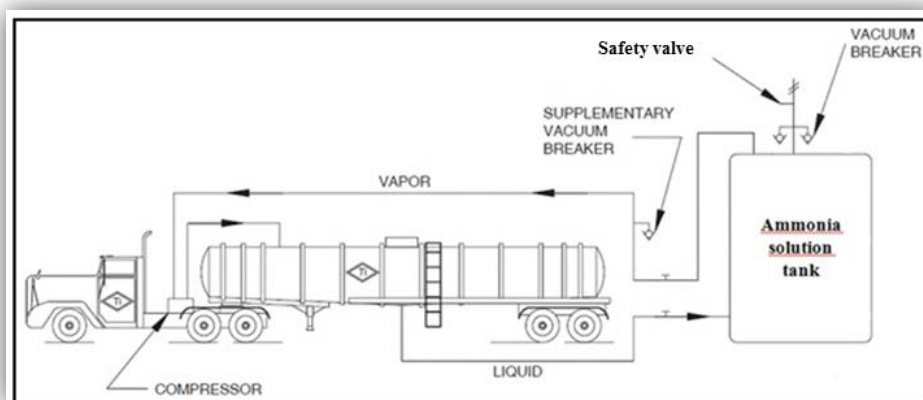 Safety valve
VACUUM
BREAKER
SUPPLEMENTARY
VACUUM
BREAKER
VAPOR
Ammonia
solution
tank
Ti
Ti
LIQUID
COMPRESSOR